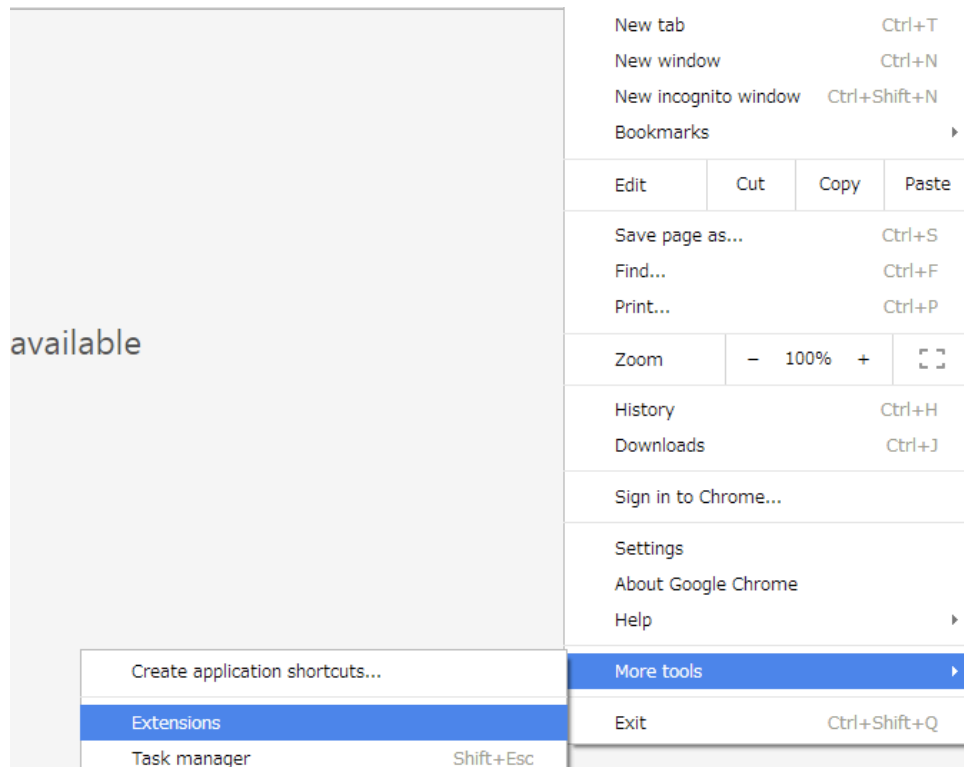 New tab Ctrl+T
New window Ctrl+N
New incognito window Ctrl+Shift+N
Bookmarks
Edit Cut Copy Paste
Save page as... Ctrl+S
Find... Ctrl+F
Print... Ctrl+P
available
Zoom − 100% +
History Ctrl+H
Downloads Ctrl+J
Sign in to Chrome...
Settings
About Google Chrome
Help
More tools
Exit Ctrl+Shift+Q
Create application shortcuts...
Extensions
Task manager Shift+Esc